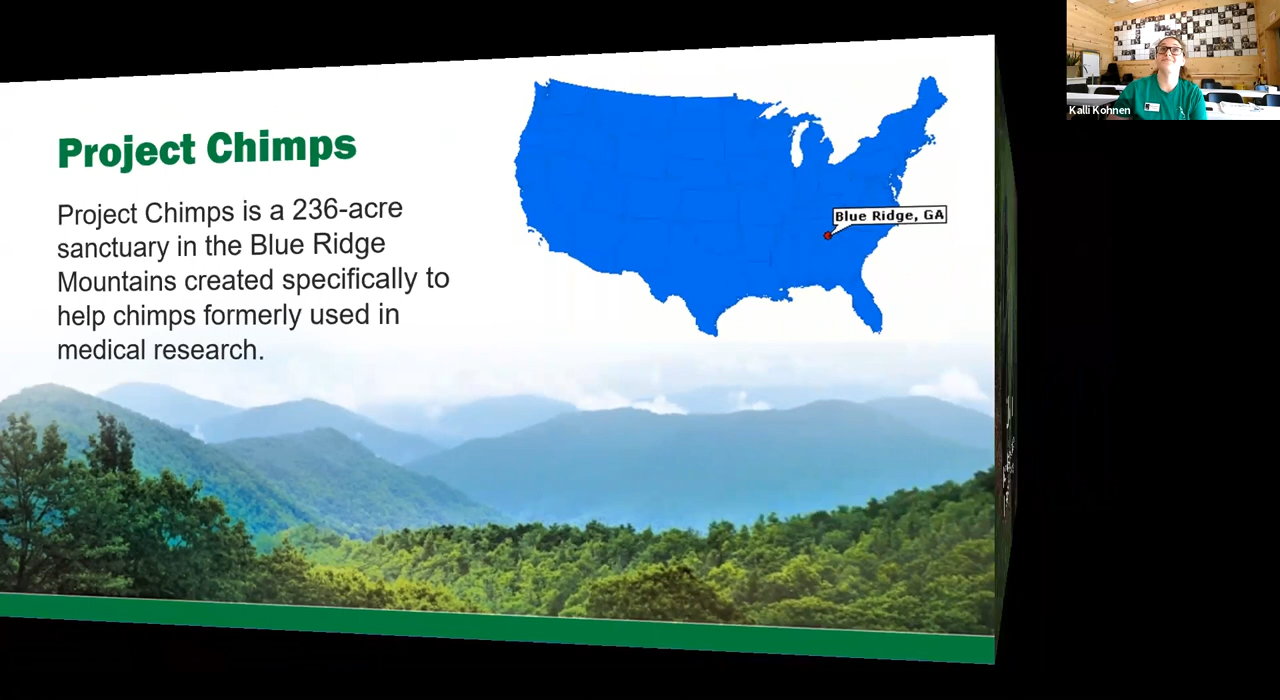 Project Chimps
Project Chimps is a 236-acre
sanctuary in the Blue Ridge
Mountains created specifically to
help chimps formerly used in
medical research.
Blue Ridge, GA
Kalli Kohnen